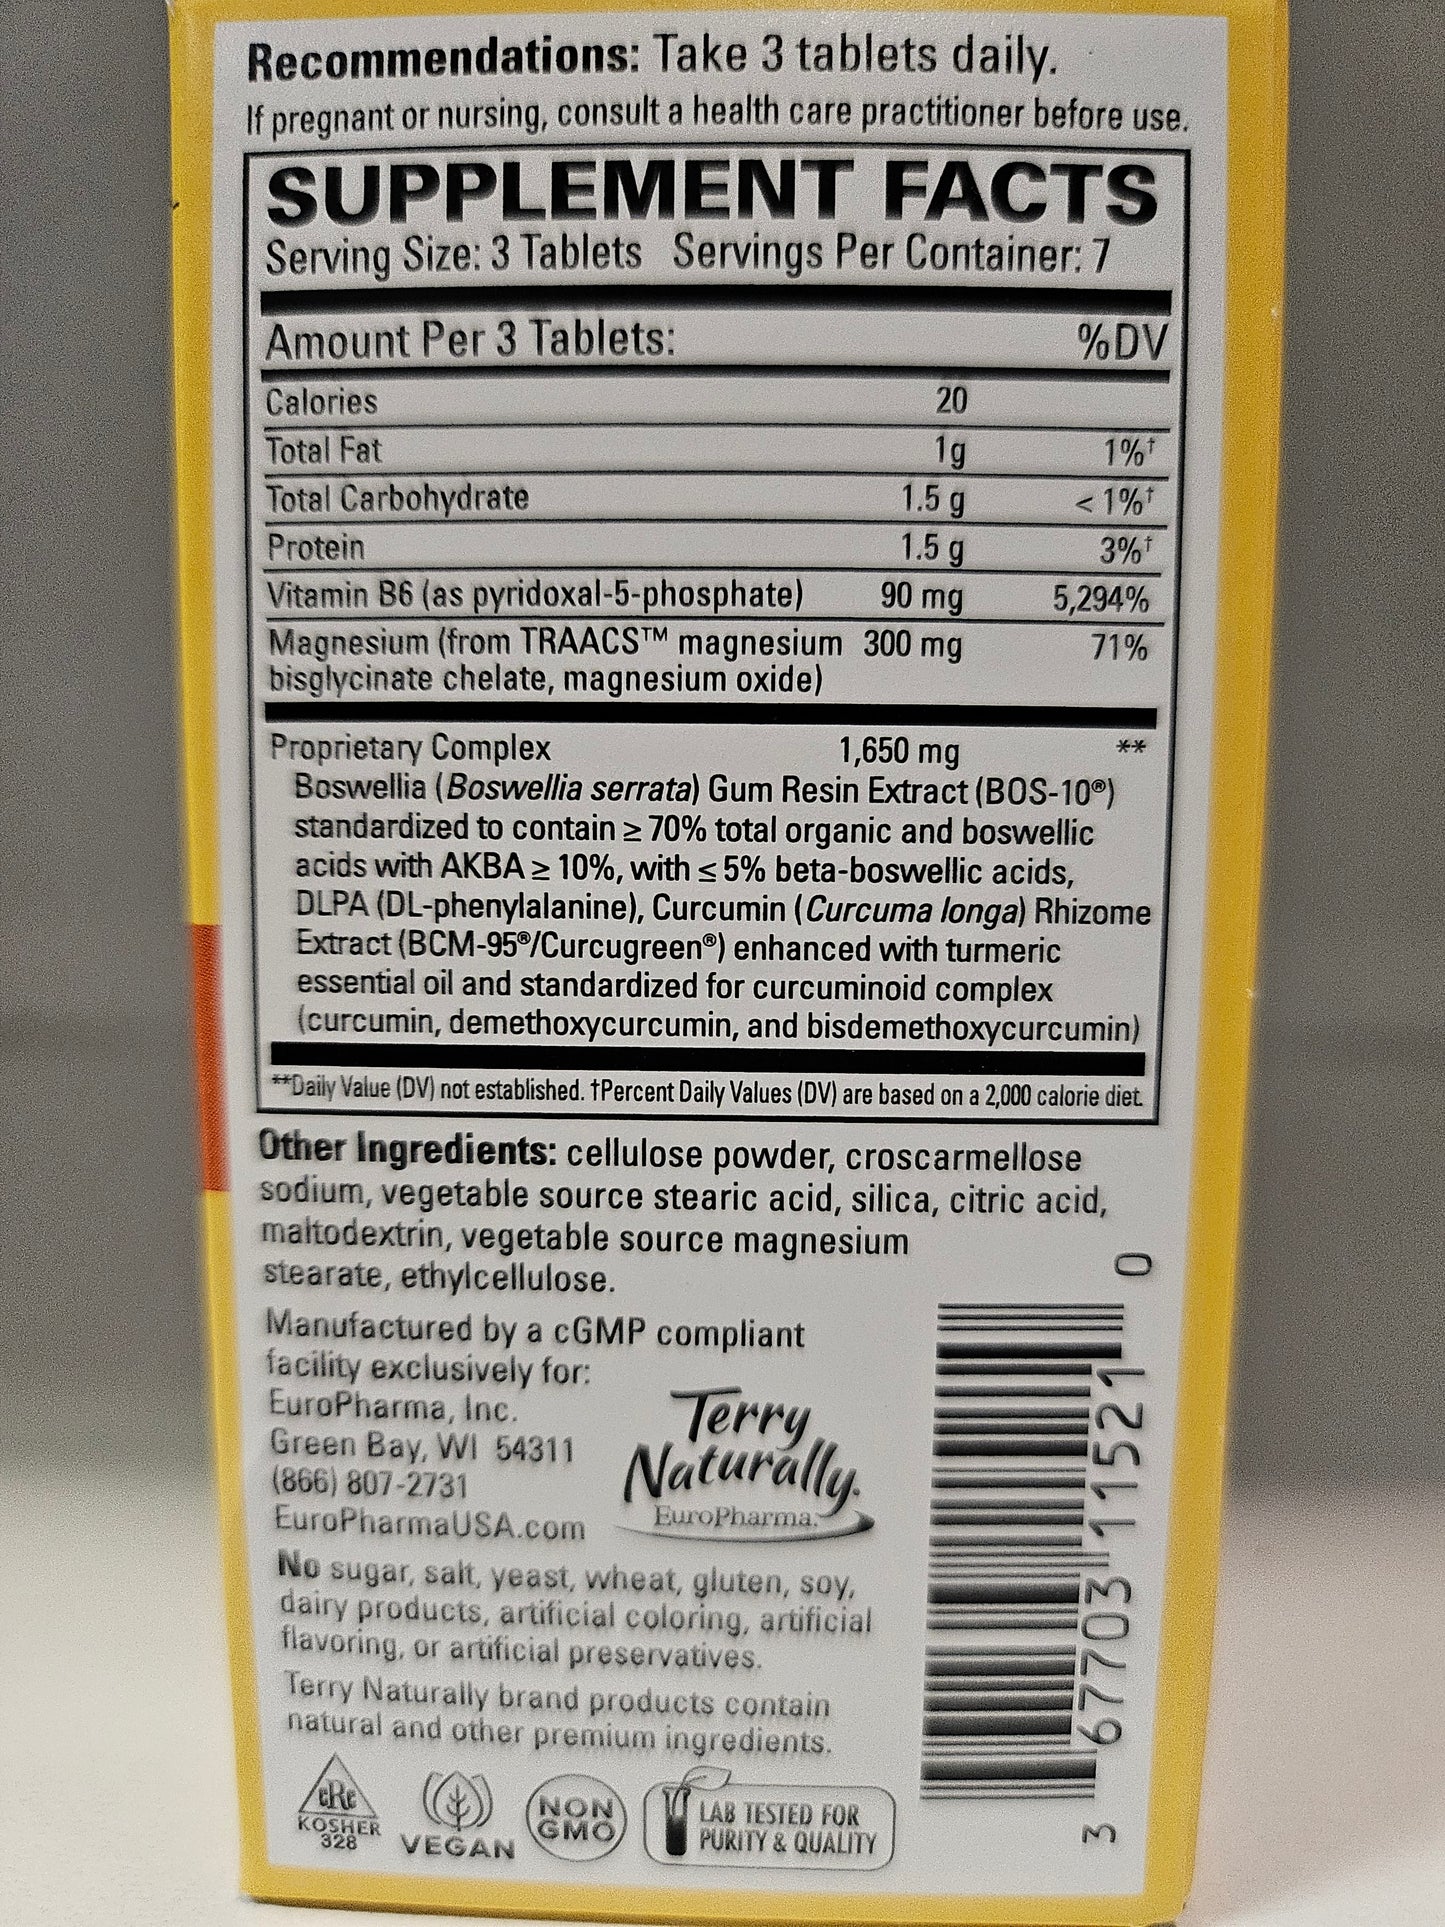 Recommendations: Take 3 tablets daily.
If pregnant or nursing, consult a health care practitioner before use.
SUPPLEMENT FACTS
Serving Size: 3 Tablets Servings Per Container: 7
Amount Per 3 Tablets: %DV
Calories 20
Total Fat 1g 1%†
Total Carbohydrate 1.5 g < 1%†
Protein 1.5 g 3%†
Vitamin B6 (as pyridoxal-5-phosphate) 90 mg 5,294%
Magnesium (from TRAACS™ magnesium 300 mg 71%
bisglycinate chelate, magnesium oxide)
Proprietary Complex 1,650 mg **
Boswellia (Boswellia serrata) Gum Resin Extract (BOS-10®)
standardized to contain ≥ 70% total organic and boswellic
acids with AKBA ≥ 10%, with ≤ 5% beta-boswellic acids,
DLPA (DL-phenylalanine), Curcumin (Curcuma longa) Rhizome
Extract (BCM-95®/Curcugreen®) enhanced with turmeric
essential oil and standardized for curcuminoid complex
(curcumin, demethoxycurcumin, and bisdemethoxycurcumin)
**Daily Value (DV) not established. †Percent Daily Values (DV) are based on a 2,000 calorie diet.
Other Ingredients: cellulose powder, croscarmellose
sodium, vegetable source stearic acid, silica, citric acid,
maltodextrin, vegetable source magnesium
stearate, ethylcellulose.
Manufactured by a cGMP compliant
facility exclusively for:
EuroPharma, Inc.
Green Bay, WI 54311
(866) 807-2731
EuroPharmaUSA.com
Terry
Naturally®
EuroPharma®
No sugar, salt, yeast, wheat, gluten, soy,
dairy products, artificial coloring, artificial
flavoring, or artificial preservatives.
Terry Naturally brand products contain
natural and other premium ingredients.
cRc
KOSHER
328
VEGAN
NON
GMO
LAB TESTED FOR
PURITY & QUALITY
3 67703 11521 0